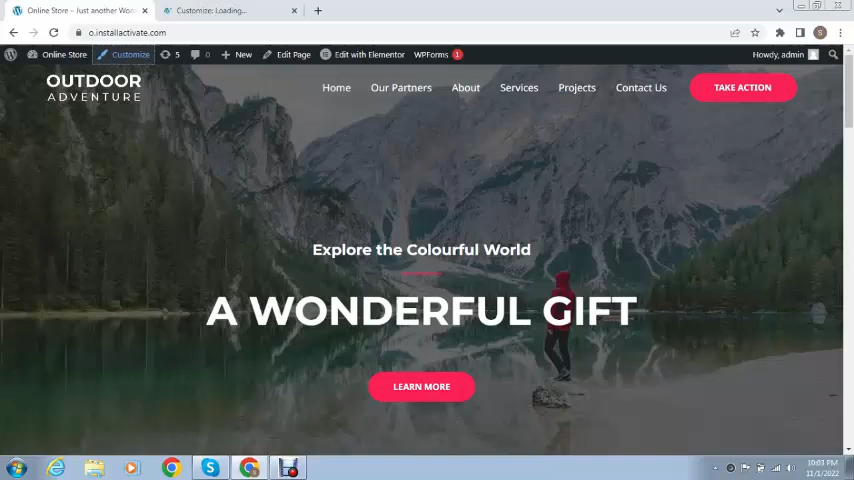 Online Store – Just another Wor
Customize: Loading...
o.installactivate.com
S
Online Store
Customize
5
0
New
Edit Page
Edit with Elementor
WPForms 1
Howdy, admin
OUTDOOR
ADVENTURE
Home
Our Partners
About
Services
Projects
Contact Us
TAKE ACTION
Explore the Colourful World
A WONDERFUL GIFT
LEARN MORE
10:03 PM
11/1/2022